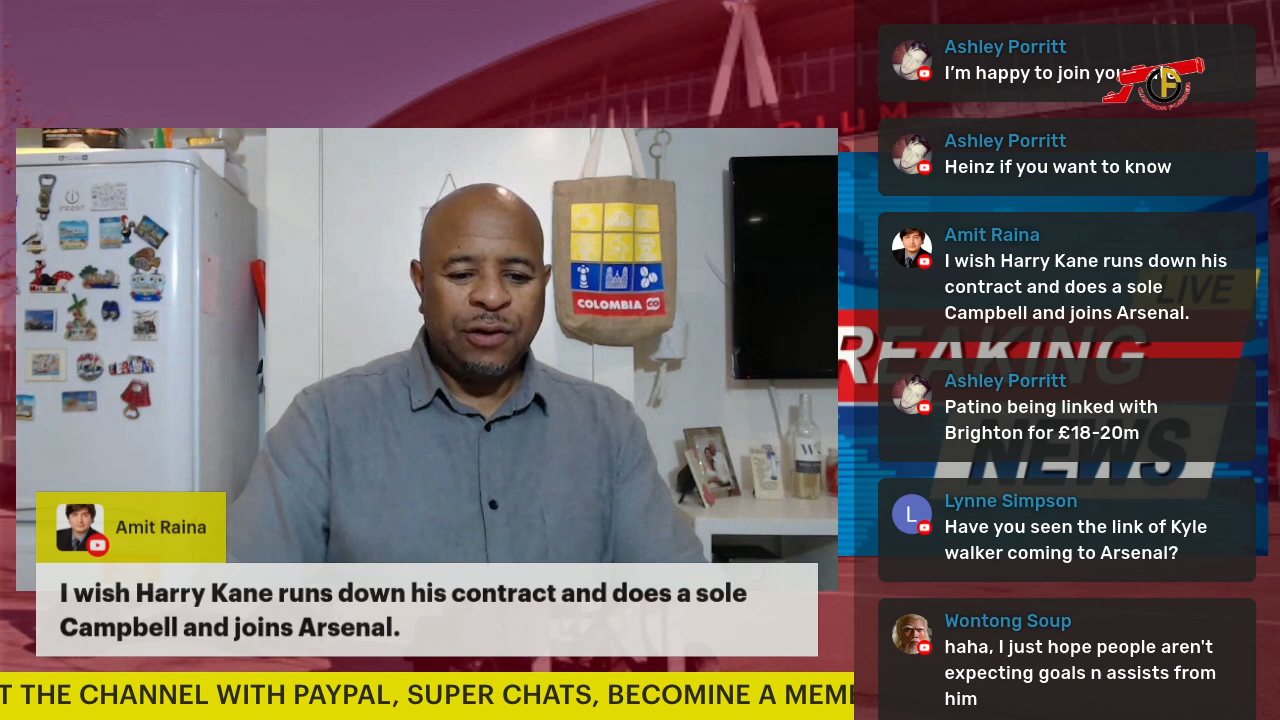 Ashley Porritt
I'm happy to join you
Ashley Porritt
Heinz if you want to know
Amit Raina
I wish Harry Kane runs down his
contract and does a sole
Campbell and joins Arsenal.
LIVE
BREAKING
NEWS
Ashley Porritt
Patino being linked with
Brighton for £18-20m
Lynne Simpson
L
Have you seen the link of Kyle
walker coming to Arsenal?
Wontong Soup
haha, I just hope people aren't
expecting goals n assists from
him
COLOMBIA CO
Amit Raina
I wish Harry Kane runs down his contract and does a sole
Campbell and joins Arsenal.
T THE CHANNEL WITH PAYPAL, SUPER CHATS, BECOMINE A MEM